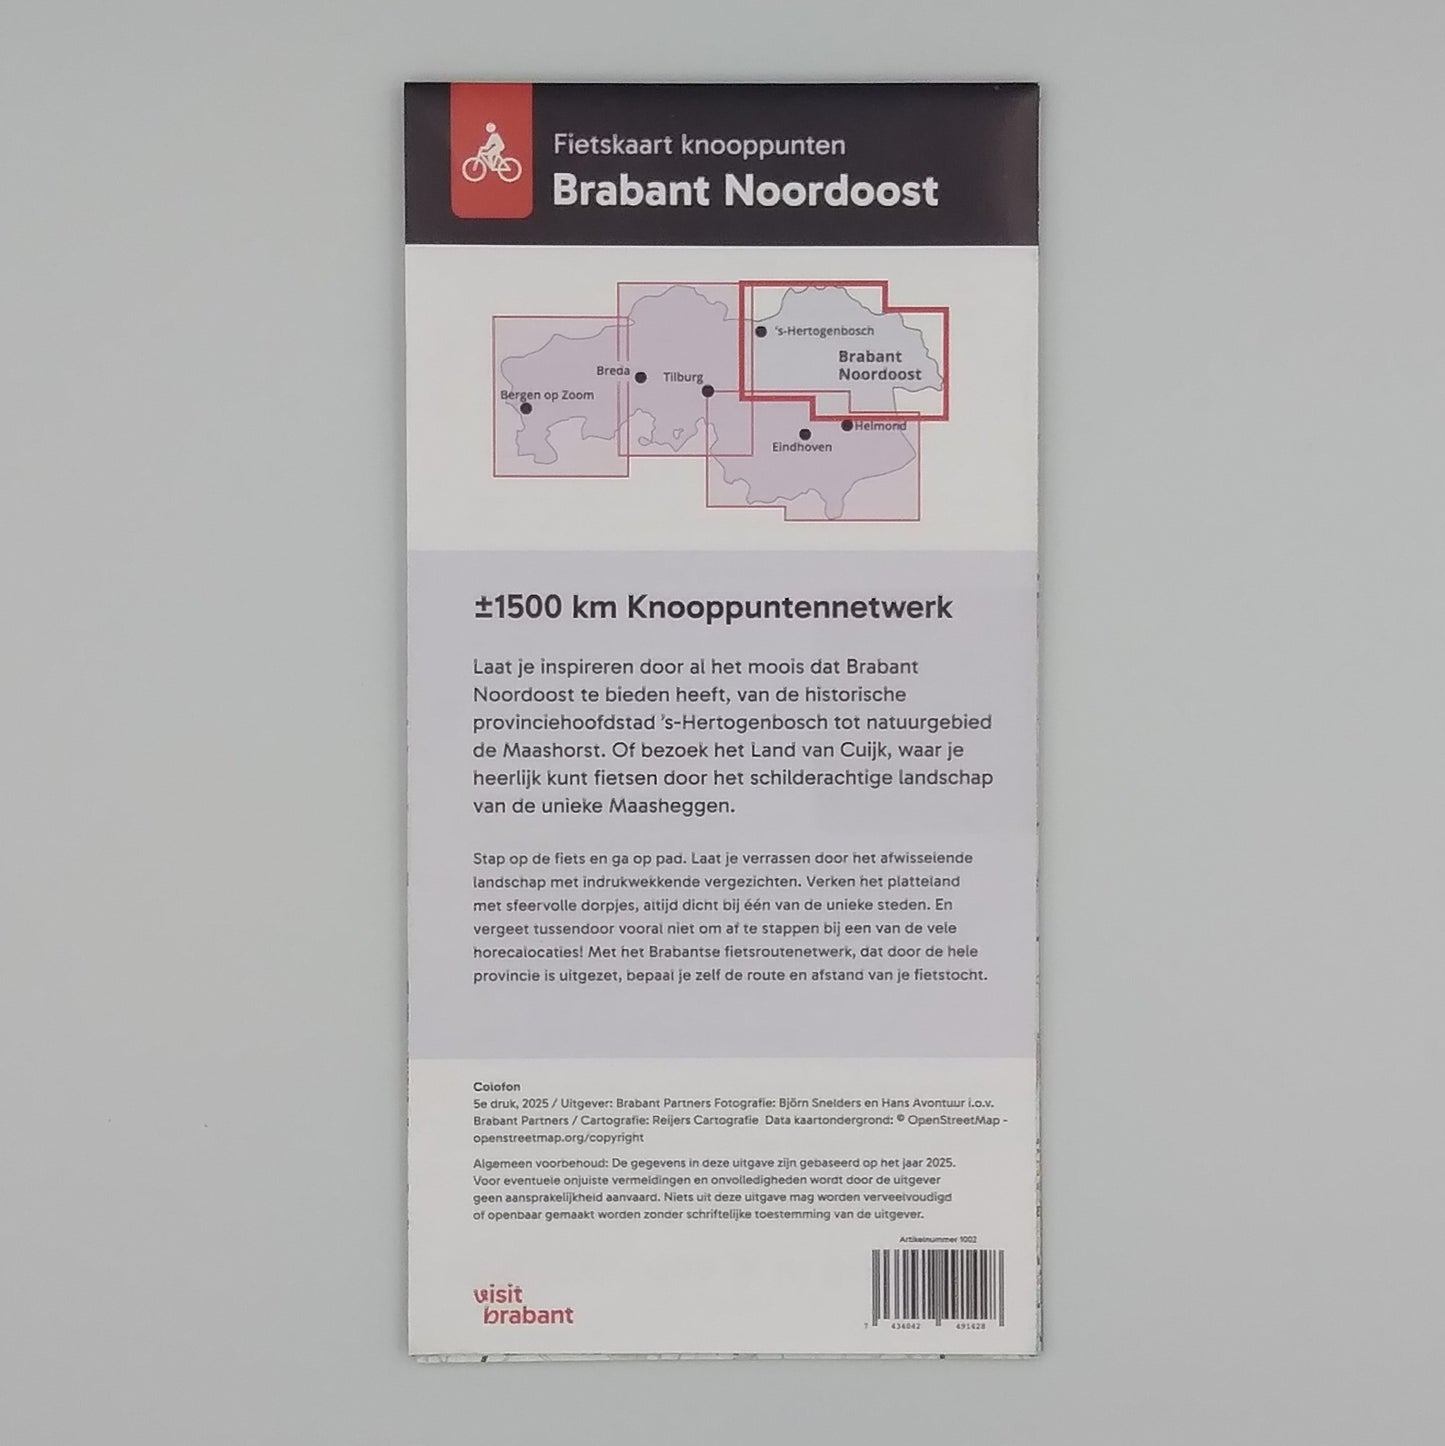 Fietskaart knooppunten
Brabant Noordoost
's-Hertogenbosch
Brabant
Noordoost
Breda
Tilburg
Bergen op Zoom
Helmond
Eindhoven
±1500 km Knooppuntennetwerk
Laat je inspireren door al het moois dat Brabant
Noordoost te bieden heeft, van de historische
provinciehoofdstad ’s-Hertogenbosch tot natuurgebied
de Maashorst. Of bezoek het Land van Cuijk, waar je
heerlijk kunt fietsen door het schilderachtige landschap
van de unieke Maasheggen.
Stap op de fiets en ga op pad. Laat je verrassen door het afwisselende
landschap met indrukwekkende vergezichten. Verken het platteland
met sfeervolle dorpjes, altijd dicht bij één van de unieke steden. En
vergeet tussendoor vooral niet om af te stappen bij een van de vele
horecalocaties! Met het Brabantse fietsroutenetwerk, dat door de hele
provincie is uitgezet, bepaal je zelf de route en afstand van je fietstocht.
Colofon
5e druk, 2025 / Uitgever: Brabant Partners Fotografie: Björn Snelders en Hans Avontuur i.o.v.
Brabant Partners / Cartografie: Reijers Cartografie Data kaartondergrond: © OpenStreetMap -
openstreetmap.org/copyright
Algemeen voorbehoud: De gegevens in deze uitgave zijn gebaseerd op het jaar 2025.
Voor eventuele onjuiste vermeldingen en onvolledigheden wordt door de uitgever
geen aansprakelijkheid aanvaard. Niets uit deze uitgave mag worden verveelvoudigd
of openbaar gemaakt worden zonder schriftelijke toestemming van de uitgever.
Artikelnummer 1002
visit
brabant
7 434042 491428